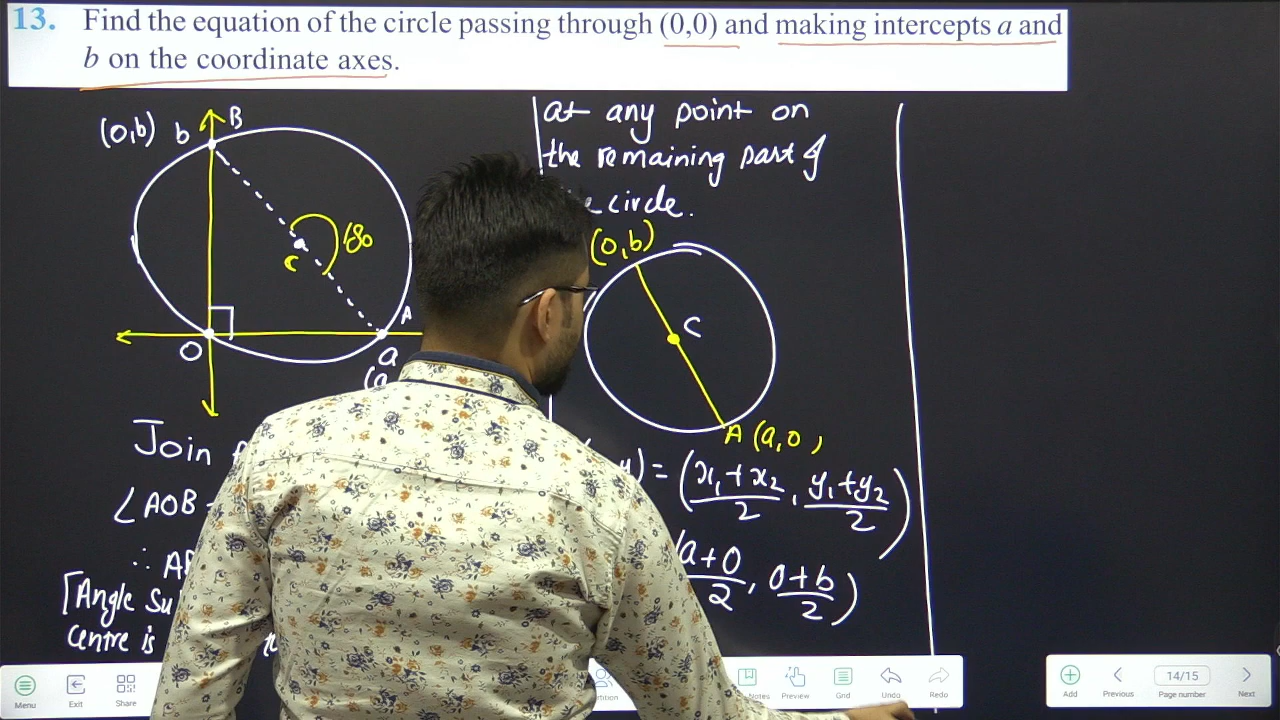 13. Find the equation of the circle passing through (0,0) and making intercepts a and
b on the coordinate axes.
(0,b) b B
180
C
A
O
a
(a
Join
∠AOB
∴
[Angle
Centre is
at any point on
the remaining part of
circle.
(0,b)
C
A (a,0)
y) = (x₁+x₂/2, y₁+y₂/2)
(a+0/2, 0+b/2)
Menu
Exit
Share
Notes
Preview
Grid
Undo
Redo
Add
Previous
14/15
Page number
Next